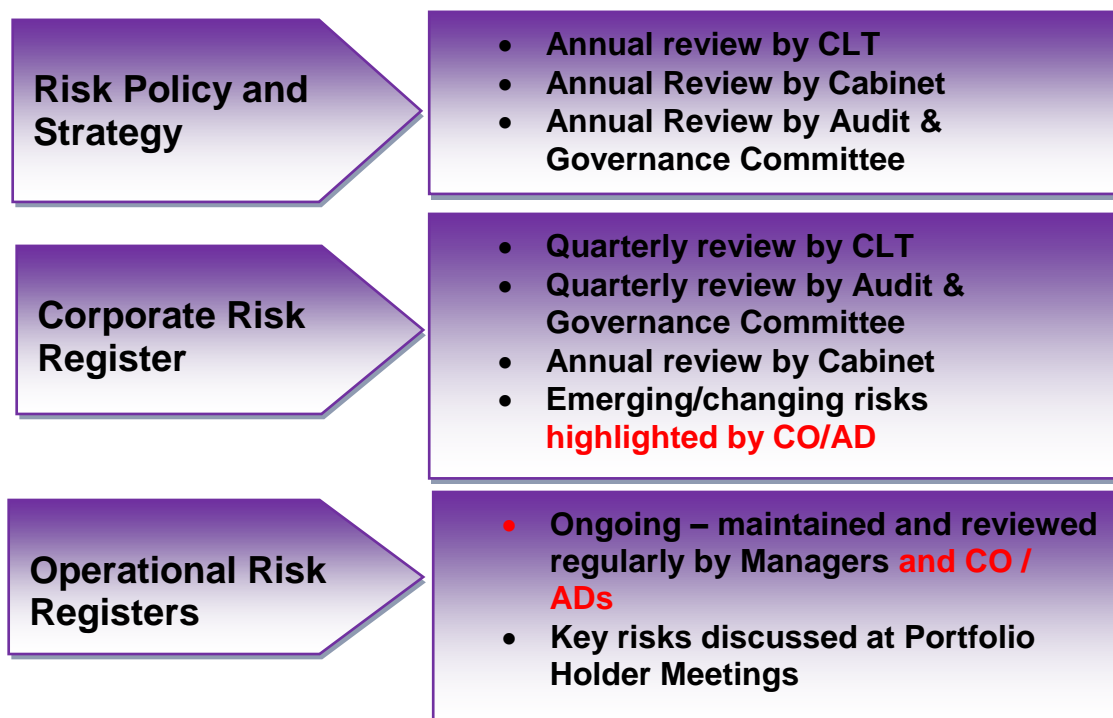 Risk Policy and
Strategy
• Annual review by CLT
• Annual Review by Cabinet
• Annual Review by Audit &
Governance Committee
Corporate Risk
Register
• Quarterly review by CLT
• Quarterly review by Audit &
Governance Committee
• Annual review by Cabinet
• Emerging/changing risks
highlighted by CO/AD
Operational Risk
Registers
• Ongoing – maintained and reviewed
regularly by Managers and CO /
ADs
• Key risks discussed at Portfolio
Holder Meetings